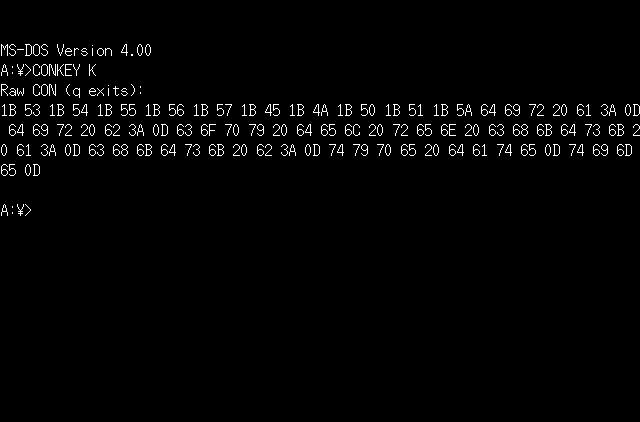 MS-DOS Version 4.00
A:¥>CONKEY K
Raw CON (q exits):
1B 53 1B 54 1B 55 1B 56 1B 57 1B 45 1B 4A 1B 50 1B 51 1B 5A 64 69 72 20 61 3A 0D
64 69 72 20 62 3A 0D 63 6F 70 79 20 64 65 6C 20 72 65 6E 20 63 68 6B 64 73 6B 2
0 61 3A 0D 63 68 6B 64 73 6B 20 62 3A 0D 74 79 70 65 20 64 61 74 65 0D 74 69 6D
65 0D
A:¥>